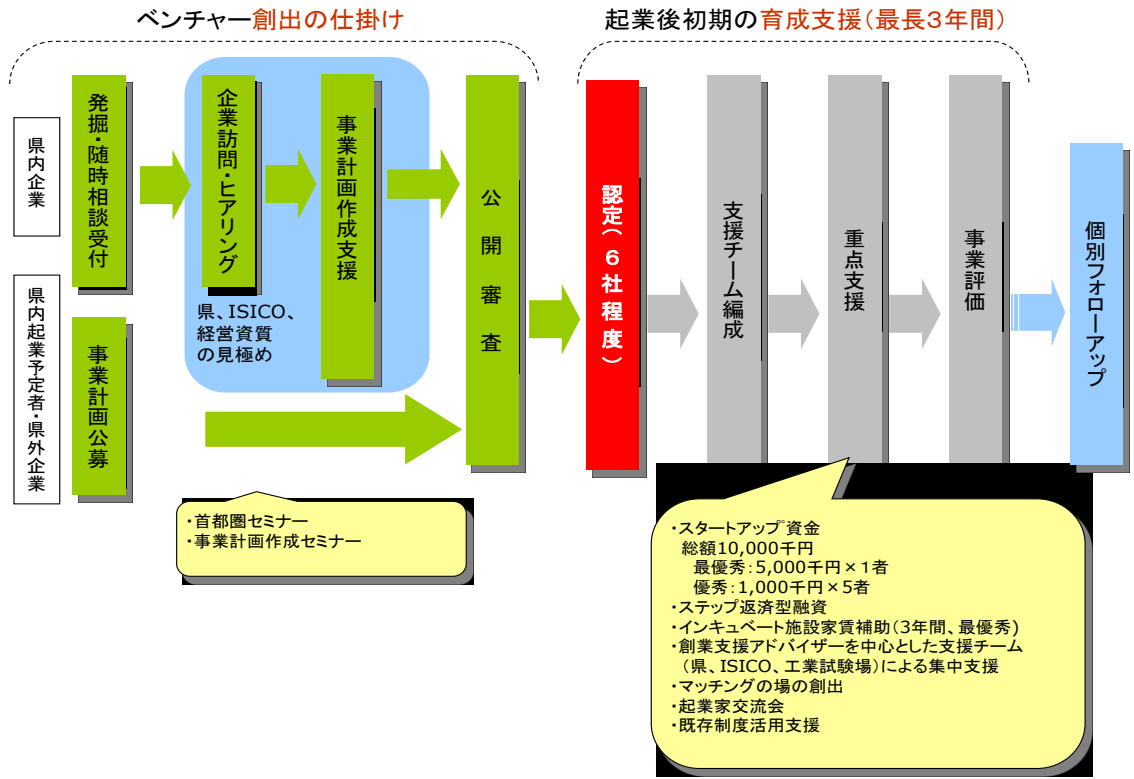 ベンチャー創出の仕掛け
起業後初期の育成支援(最長３年間)
県内企業
発掘・随時相談受付
企業訪問・ヒアリング
事業計画作成支援
県、ISICO、
経営資質
の見極め
県内起業予定者・県外企業
事業計画公募
公開審査
認定(６社程度)
支援チーム編成
重点支援
事業評価
個別フォローアップ
・首都圏セミナー
・事業計画作成セミナー
・スタートアップ資金
総額10,000千円
最優秀：5,000千円×１者
優秀：1,000千円×５者
・ステップ返済型融資
・インキュベート施設家賃補助(3年間、最優秀)
・創業支援アドバイザーを中心とした支援チーム
（県、ISICO、工業試験場）による集中支援
・マッチングの場の創出
・起業家交流会
・既存制度活用支援